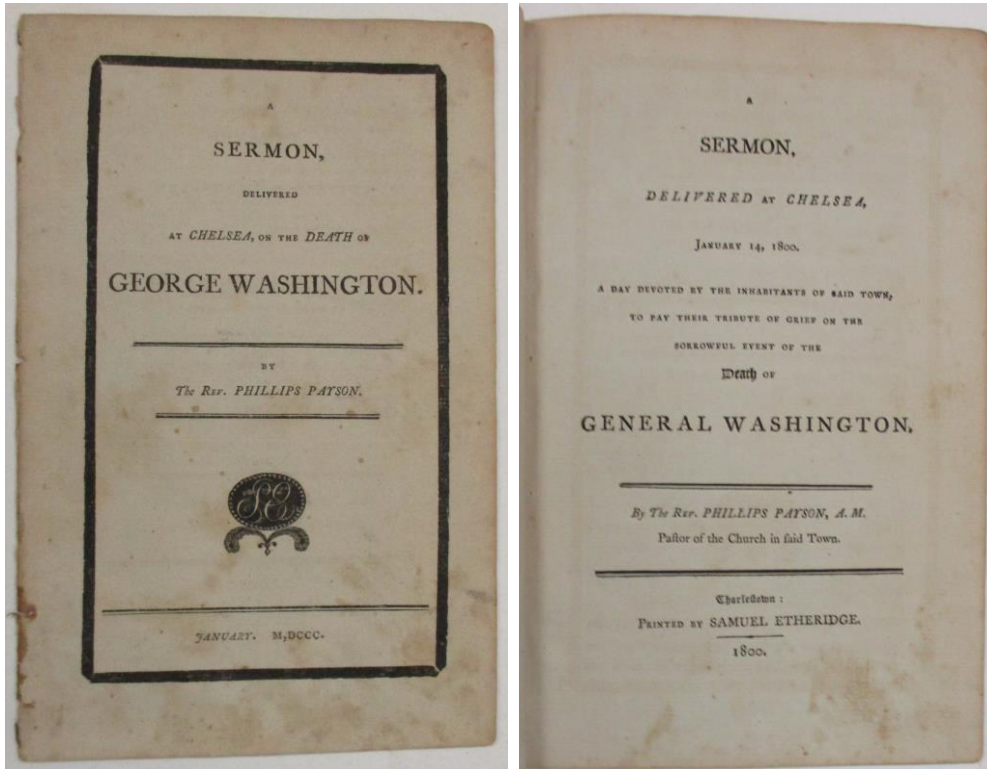 A
SERMON,
DELIVERED
AT CHELSEA, ON THE DEATH OF
GEORGE WASHINGTON.
BY
The Rev. PHILLIPS PAYSON.
SE
JANUARY. M,DCCC.
A
SERMON,
DELIVERED AT CHELSEA,
JANUARY 14, 1800.
A DAY DEVOTED BY THE INHABITANTS OF SAID TOWN,
TO PAY THEIR TRIBUTE OF GRIEF ON THE
SORROWFUL EVENT OF THE
Death OF
GENERAL WASHINGTON.
By The Rev. PHILLIPS PAYSON, A. M.
Paſtor of the Church in ſaid Town.
Charleſtown:
PRINTED BY SAMUEL ETHERIDGE.
1800.